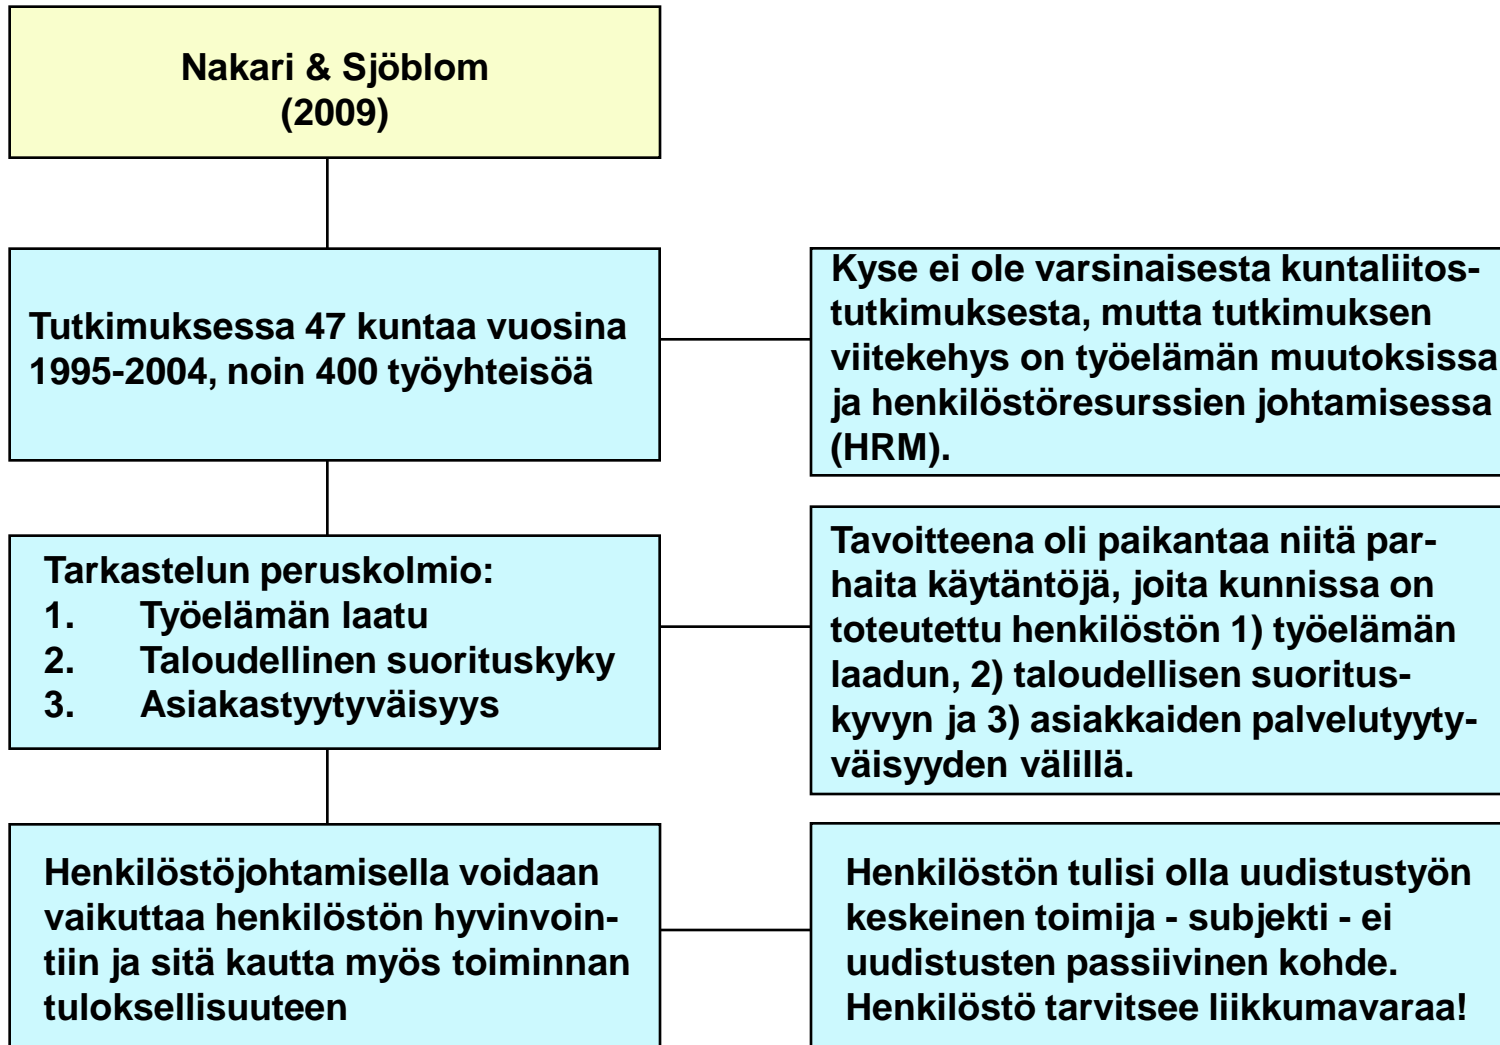 Nakari & Sjöblom
(2009)
Tutkimuksessa 47 kuntaa vuosina
1995-2004, noin 400 työyhteisöä
Kyse ei ole varsinaisesta kuntaliitos-
tutkimuksesta, mutta tutkimuksen
viitekehys on työelämän muutoksissa
ja henkilöstöresurssien johtamisessa
(HRM).
Tarkastelun peruskolmio:
1. Työelämän laatu
2. Taloudellinen suorituskyky
3. Asiakastyytyväisyys
Tavoitteena oli paikantaa niitä par-
haita käytäntöjä, joita kunnissa on
toteutettu henkilöstön 1) työelämän
laadun, 2) taloudellisen suoritus-
kyvyn ja 3) asiakkaiden palvelutyyty-
väisyyden välillä.
Henkilöstöjohtamisella voidaan
vaikuttaa henkilöstön hyvinvoin-
tiin ja sitä kautta myös toiminnan
tuloksellisuuteen
Henkilöstön tulisi olla uudistustyön
keskeinen toimija - subjekti - ei
uudistusten passiivinen kohde.
Henkilöstö tarvitsee liikkumavaraa!